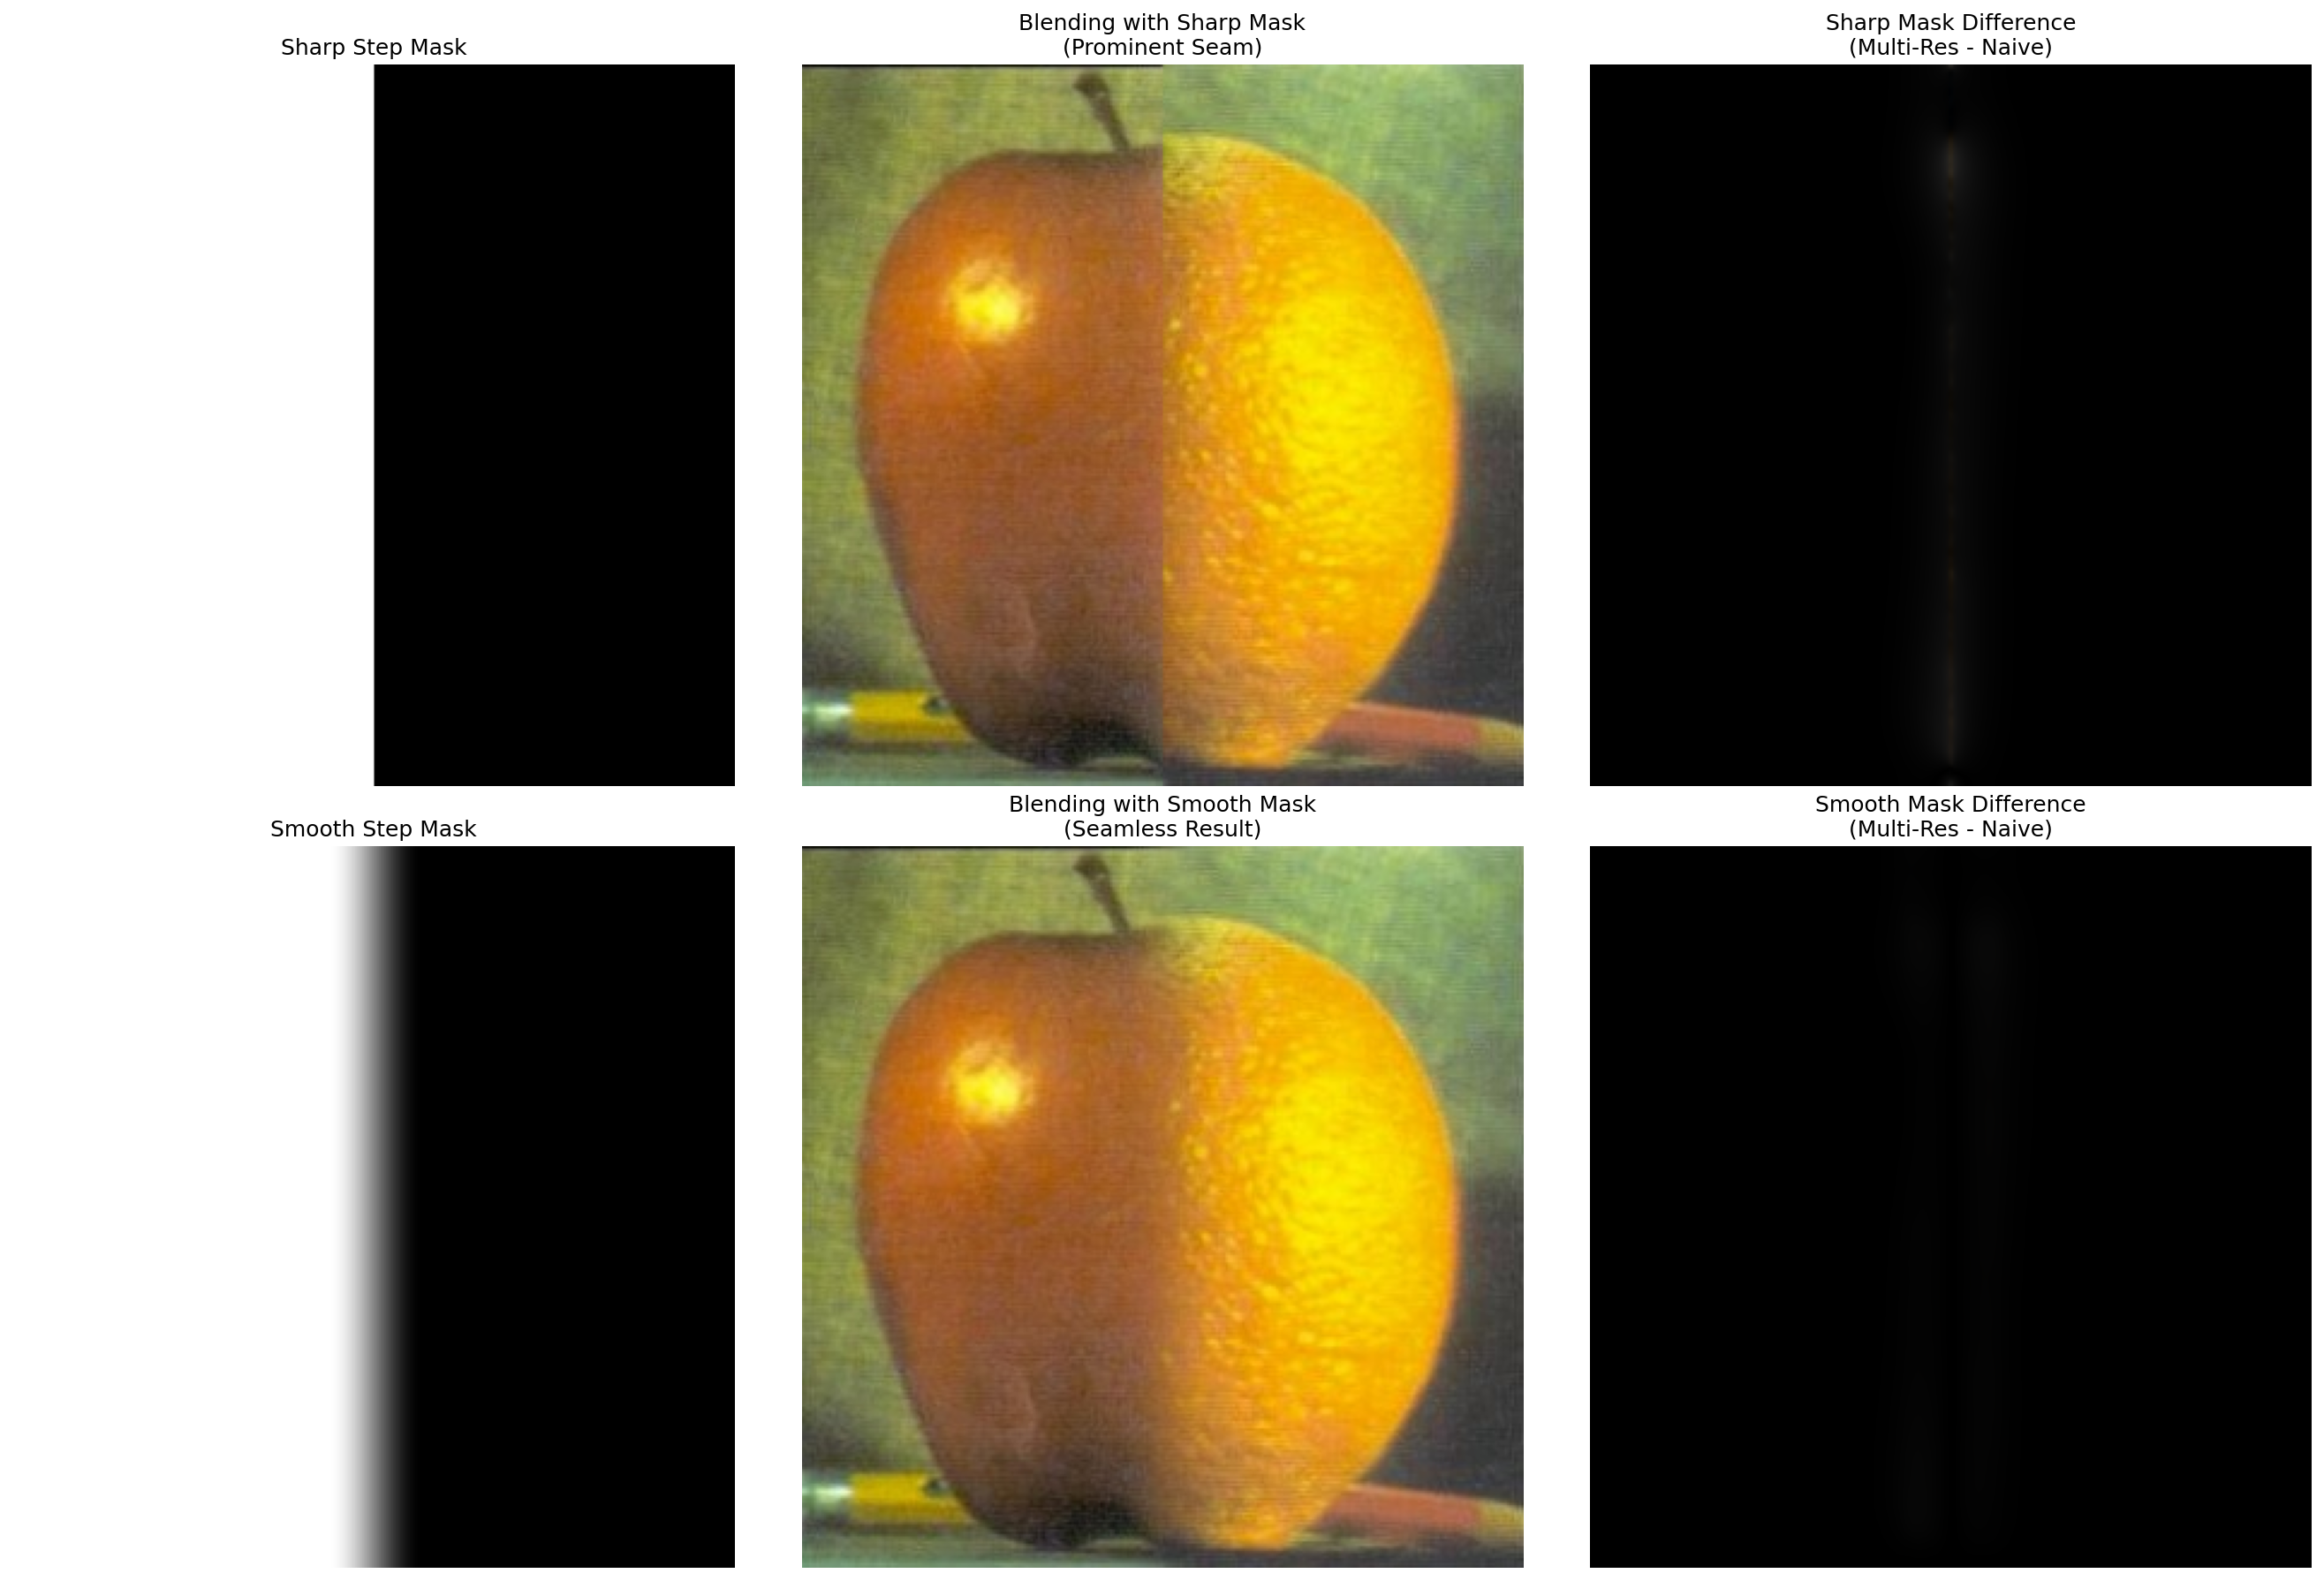 Sharp Step Mask
Blending with Sharp Mask
(Prominent Seam)
Sharp Mask Difference
(Multi-Res - Naive)
Smooth Step Mask
Blending with Smooth Mask
(Seamless Result)
Smooth Mask Difference
(Multi-Res - Naive)